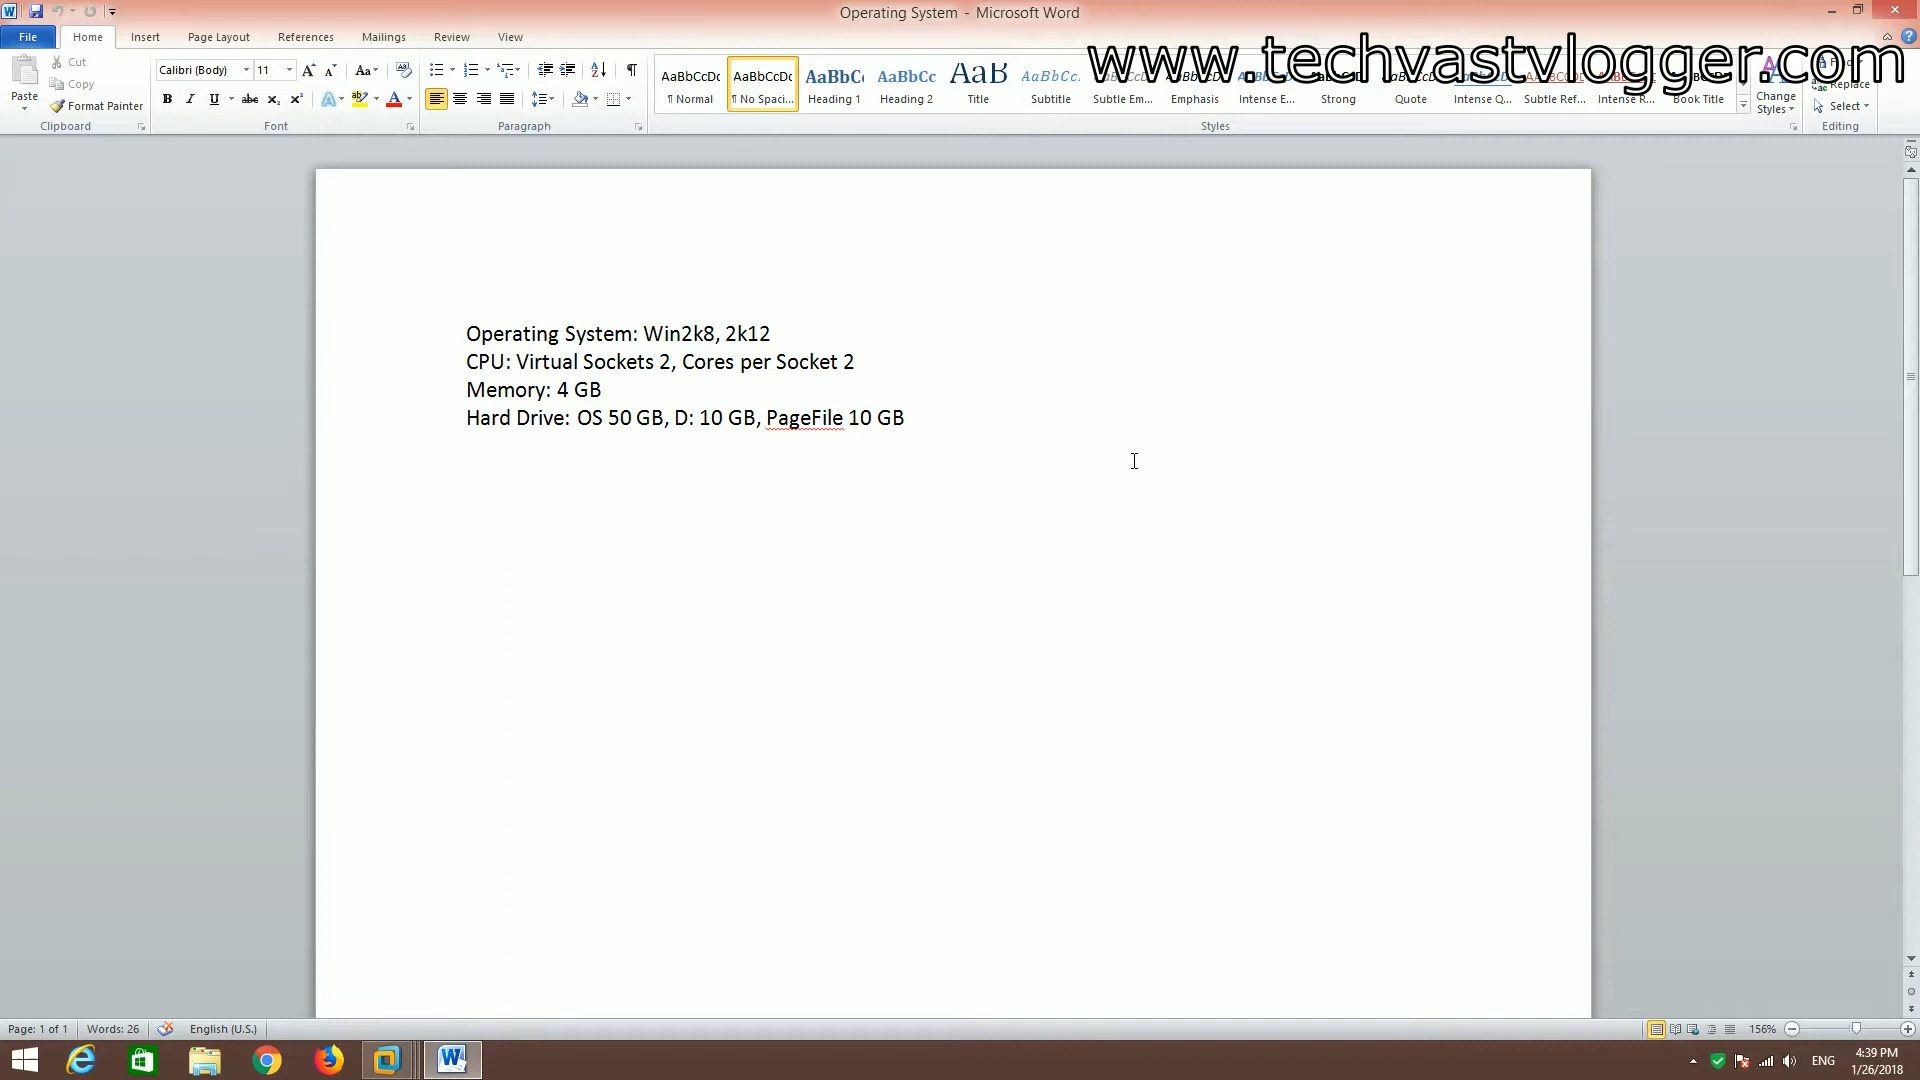 Operating System - Microsoft Word
File Home Insert Page Layout References Mailings Review View
www.techvastvlogger.com
Cut
Copy
Format Painter
Paste
Calibri (Body) 11
AaBbCcDc AaBbCcDc AaBbC AaBbCc AaB AaBbCc.
¶ Normal ¶ No Spaci... Heading 1 Heading 2 Title Subtitle Subtle Em... Emphasis Intense E... Strong Quote Intense Q... Subtle Ref... Intense R... Book Title
Change Styles
Replace
Select
Clipboard Font Paragraph Styles Editing
Operating System: Win2k8, 2k12
CPU: Virtual Sockets 2, Cores per Socket 2
Memory: 4 GB
Hard Drive: OS 50 GB, D: 10 GB, PageFile 10 GB
Page: 1 of 1 Words: 26 English (U.S.) 156%
ENG 4:39 PM
1/26/2018